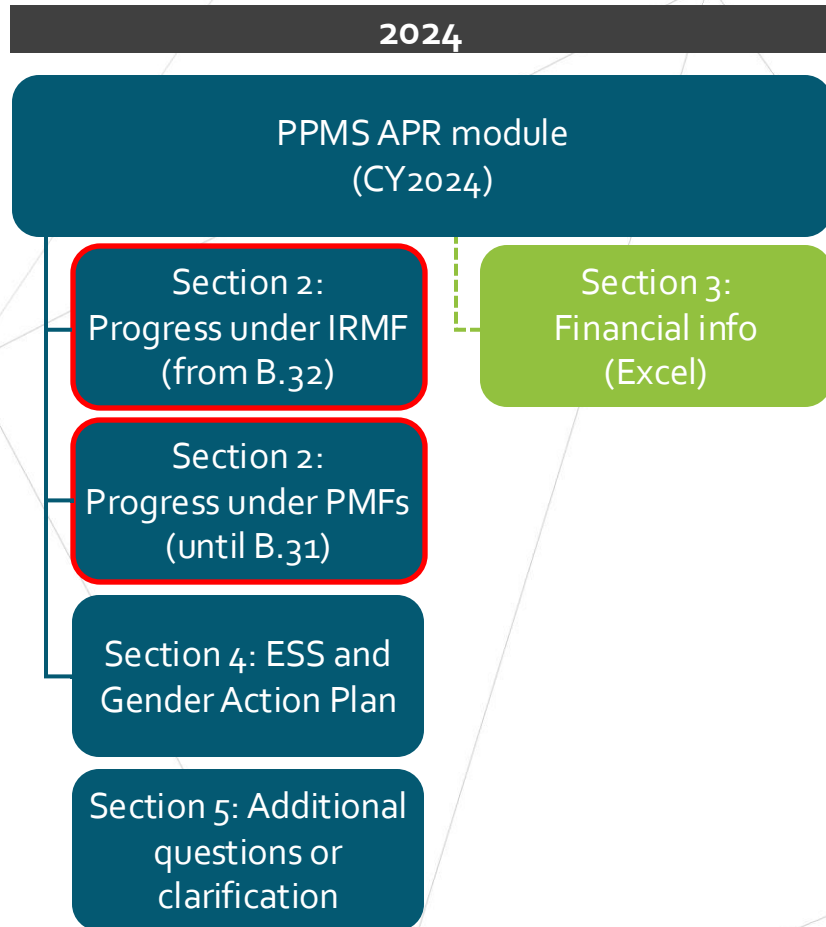 2024
PPMS APR module
(CY2024)
Section 2:
Progress under IRMF
(from B.32)
Section 3:
Financial info
(Excel)
Section 2:
Progress under PMFs
(until B.31)
Section 4: ESS and
Gender Action Plan
Section 5: Additional
questions or
clarification